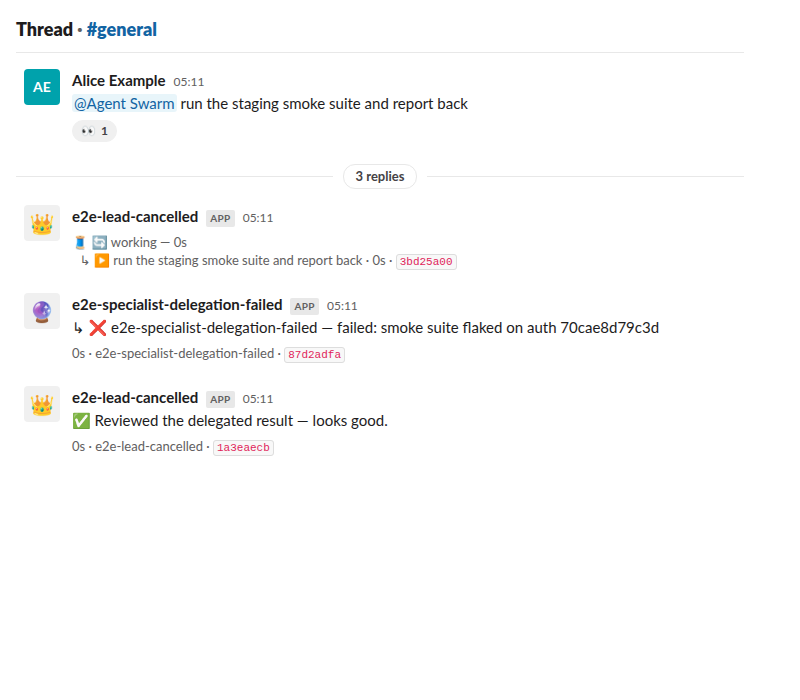 Thread • #general
AE
Alice Example 05:11
@Agent Swarm run the staging smoke suite and report back
👀 1
3 replies
e2e-lead-cancelled APP 05:11
🧵 🔄 working — 0s
↳ ▶️ run the staging smoke suite and report back · 0s · 3bd25a00
e2e-specialist-delegation-failed APP 05:11
↳ ❌ e2e-specialist-delegation-failed — failed: smoke suite flaked on auth 70cae8d79c3d
0s · e2e-specialist-delegation-failed · 87d2adfa
e2e-lead-cancelled APP 05:11
✅ Reviewed the delegated result — looks good.
0s · e2e-lead-cancelled · 1a3eaecb